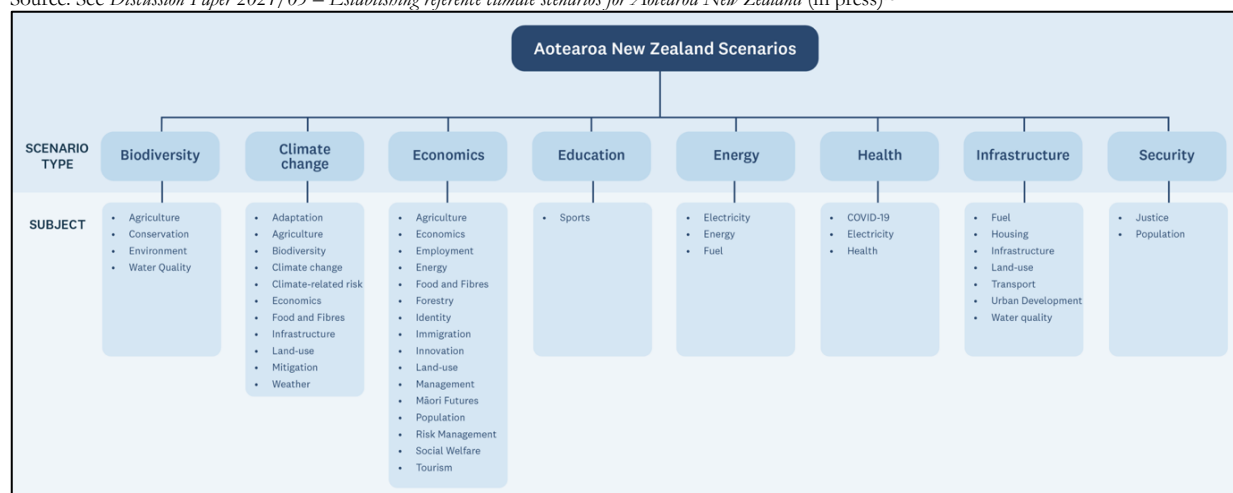 Source: See Discussion Paper 2021/03 – Establishing reference climate scenarios for Aotearoa New Zealand (in press)
Aotearoa New Zealand Scenarios
SCENARIO
TYPE
Biodiversity
Climate
change
Economics
Education
Energy
Health
Infrastructure
Security
SUBJECT
• Agriculture
• Conservation
• Environment
• Water Quality
• Adaptation
• Agriculture
• Biodiversity
• Climate change
• Climate-related risk
• Economics
• Food and Fibres
• Infrastructure
• Land-use
• Mitigation
• Weather
• Agriculture
• Economics
• Employment
• Energy
• Food and Fibres
• Forestry
• Identity
• Immigration
• Innovation
• Land-use
• Management
• Māori Futures
• Population
• Risk Management
• Social Welfare
• Tourism
• Sports
• Electricity
• Energy
• Fuel
• COVID-19
• Electricity
• Health
• Fuel
• Housing
• Infrastructure
• Land-use
• Transport
• Urban Development
• Water quality
• Justice
• Population